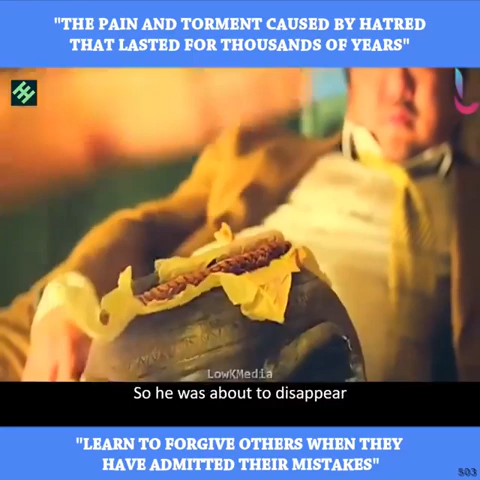 "THE PAIN AND TORMENT CAUSED BY HATRED
THAT LASTED FOR THOUSANDS OF YEARS"
LowKMedia
So he was about to disappear
"LEARN TO FORGIVE OTHERS WHEN THEY
HAVE ADMITTED THEIR MISTAKES"
503